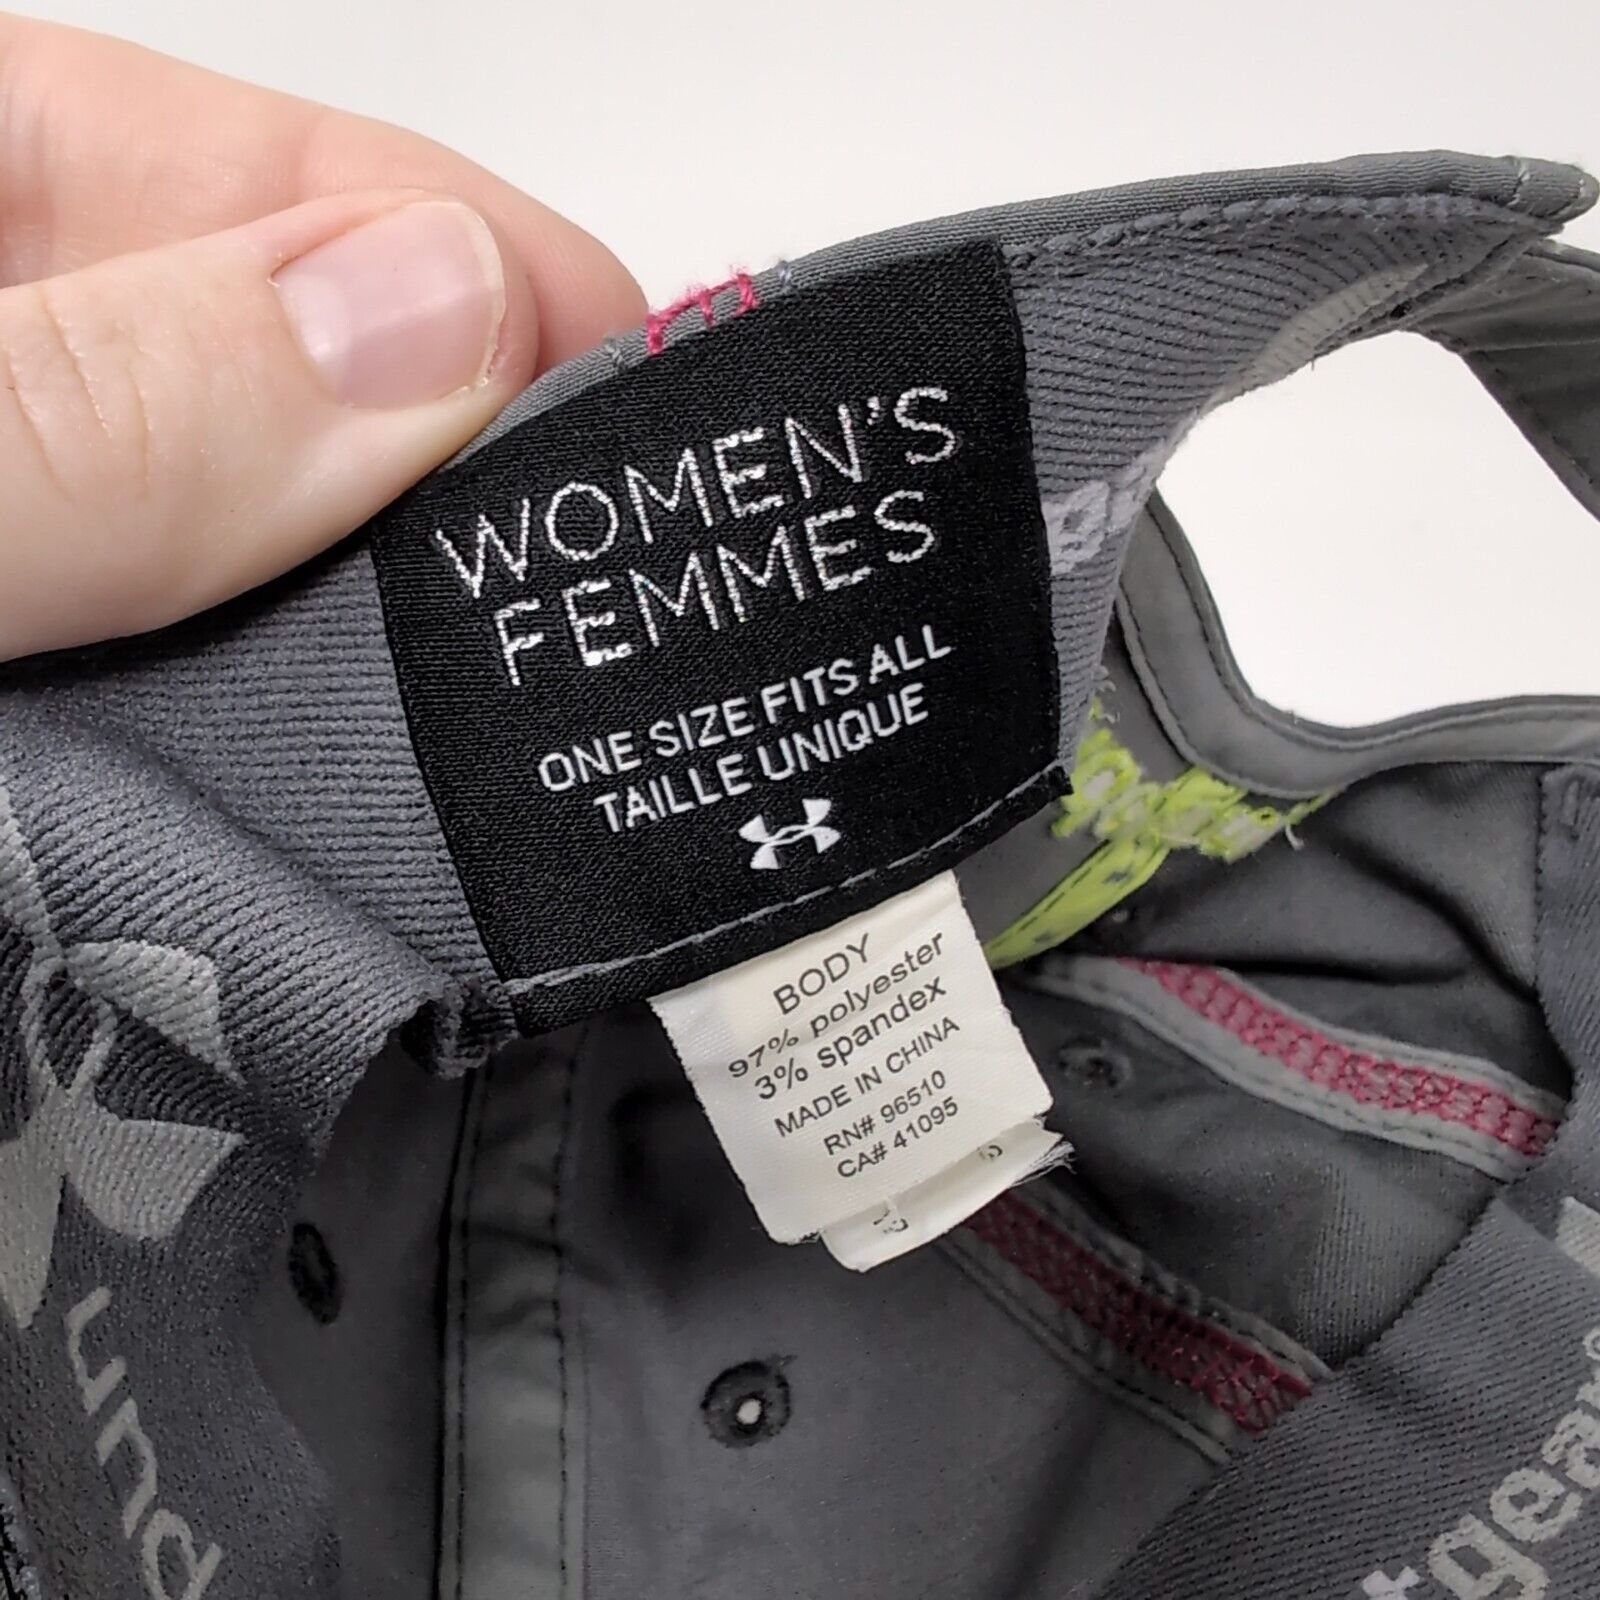 WOMEN'S
FEMMES
ONE SIZE FITS ALL
TAILLE UNIQUE
BODY
97% polyester
3% spandex
MADE IN CHINA
RN# 96510
CA# 41095